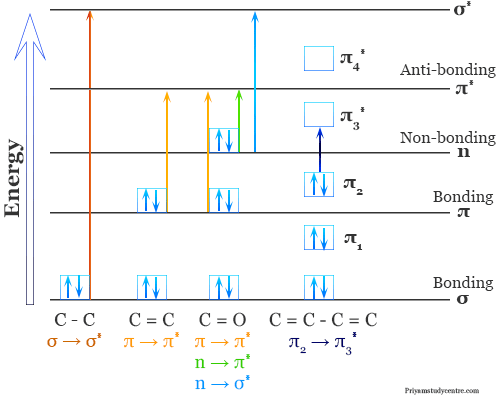 σ*
π₄*
Anti-bonding
π*
π₃*
Non-bonding
n
π₂
Bonding
π
π₁
Bonding
σ
Energy
C - C
C = C
C = O
C = C - C = C
σ → σ*
π → π*
π → π*
π₂ → π₃*
n → π*
n → σ*
Priyamstudycentre.com